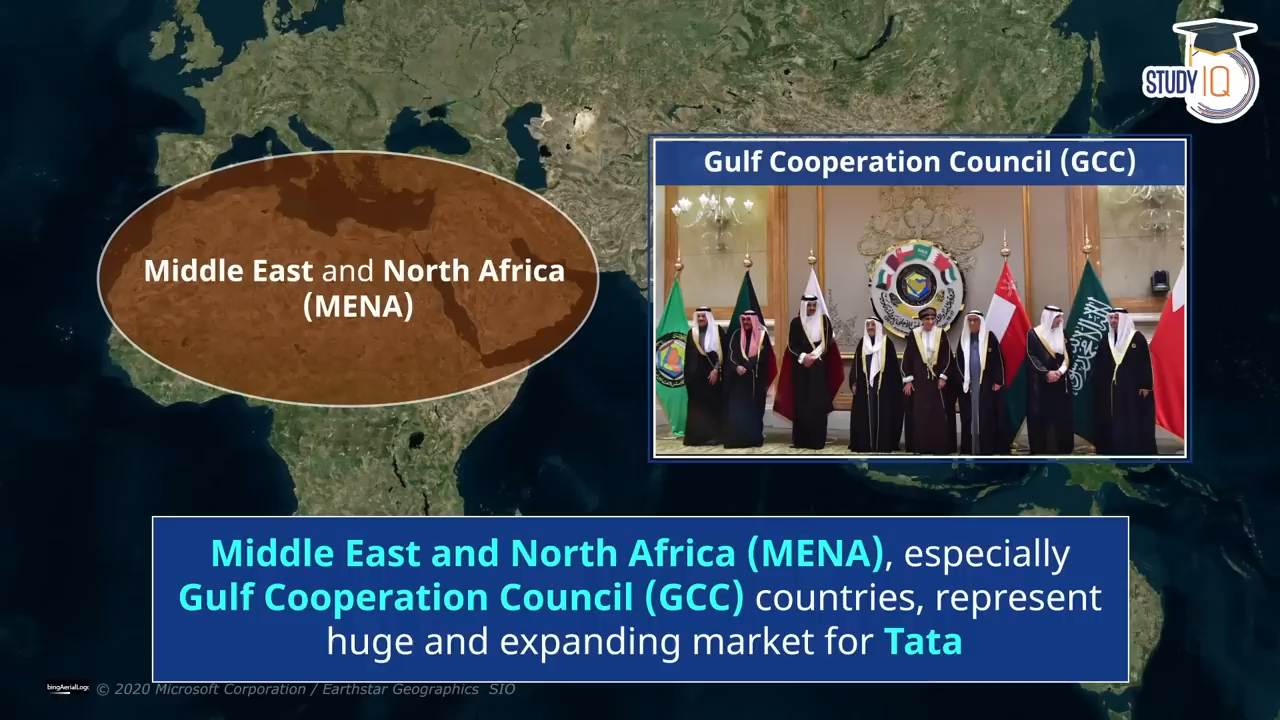 STUDY IQ
Gulf Cooperation Council (GCC)
Middle East and North Africa
(MENA)
Middle East and North Africa (MENA), especially
Gulf Cooperation Council (GCC) countries, represent
huge and expanding market for Tata
© 2020 Microsoft Corporation / Earthstar Geographics SIO